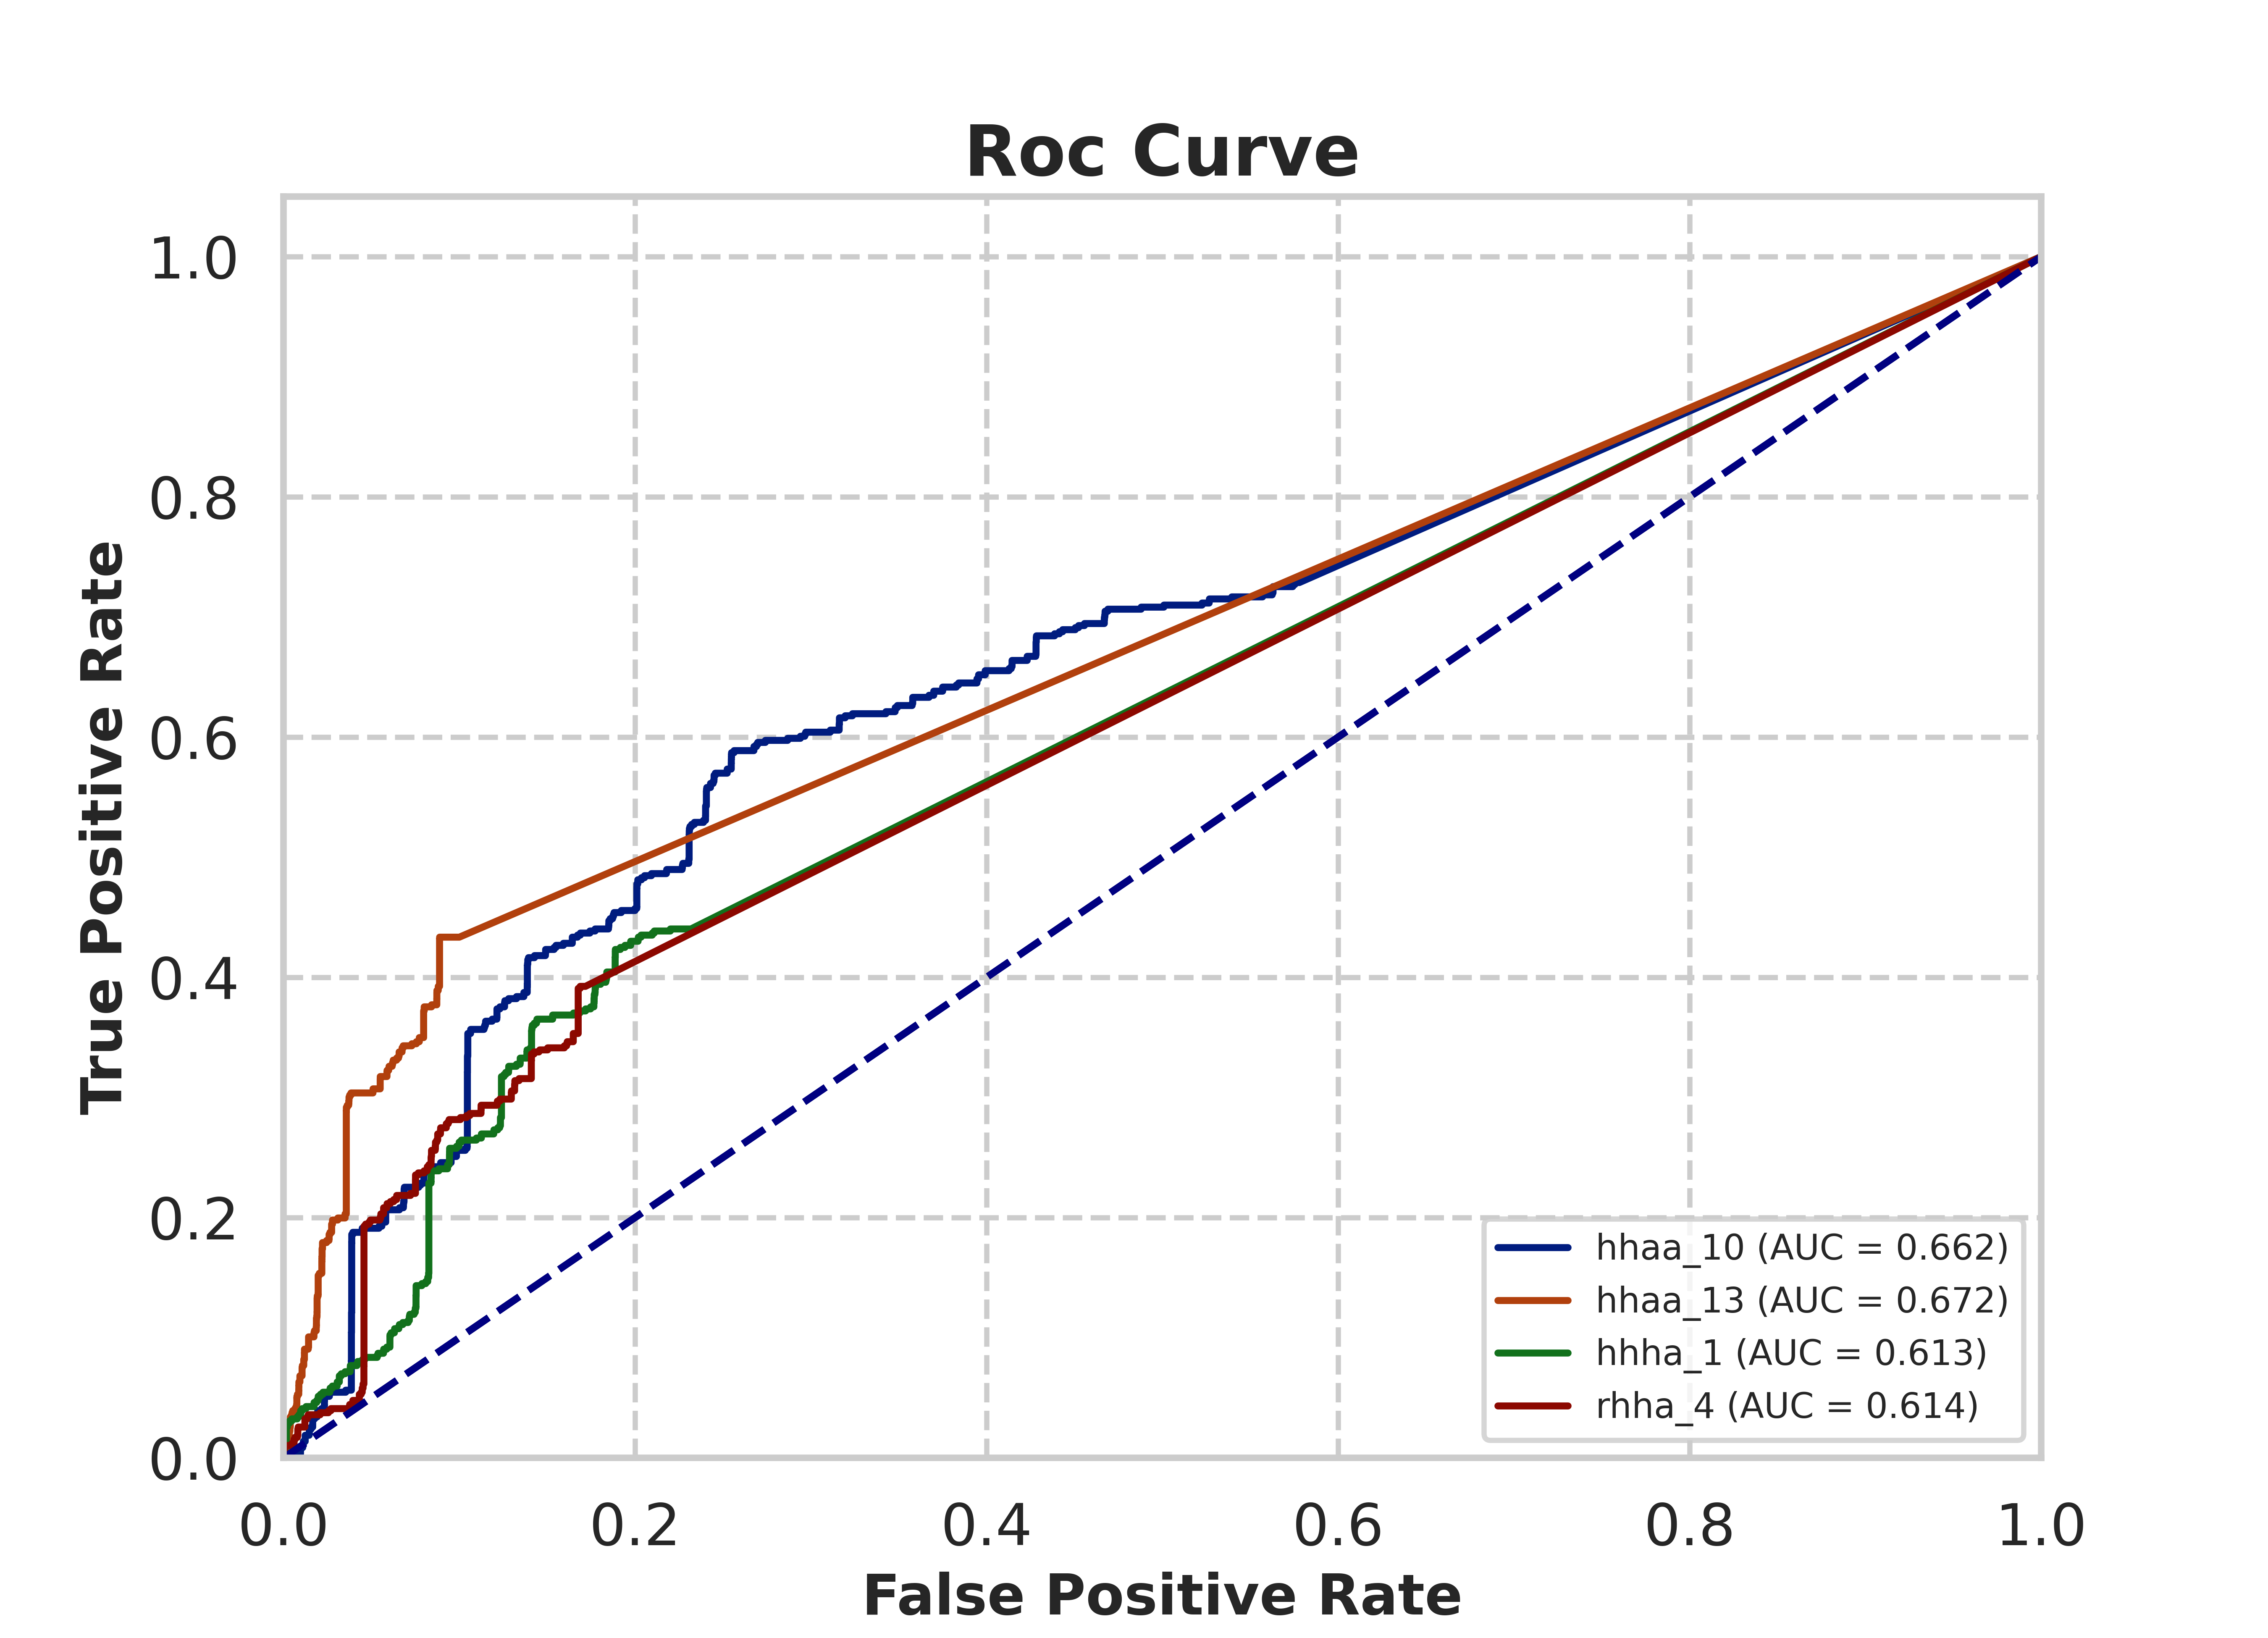 Roc Curve
1.0
0.8
0.6
0.4
0.2
0.0
True Positive Rate
hhaa_10 (AUC = 0.662)
hhaa_13 (AUC = 0.672)
hhha_1 (AUC = 0.613)
rhha_4 (AUC = 0.614)
0.0 0.2 0.4 0.6 0.8 1.0
False Positive Rate